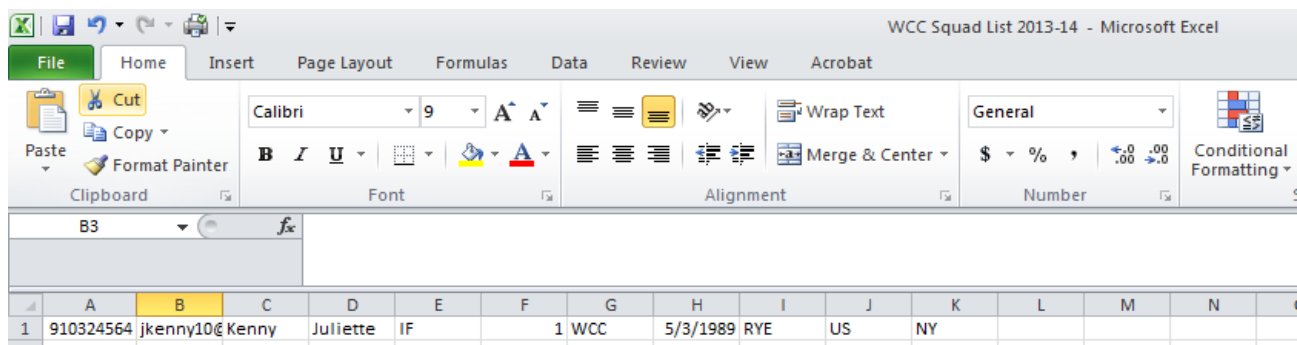 WCC Squad List 2013-14 - Microsoft Excel
File Home Insert Page Layout Formulas Data Review View Acrobat
Cut
Copy
Format Painter
Paste
Clipboard
Calibri 9 A A
B I U A
Font
Wrap Text
Merge & Center
Alignment
General
$ % , .0 .00 .00 .0
Number
Conditional
Formatting
B3 fx
A B C D E F G H I J K L M N
1 910324564 jkenny10@ Kenny Juliette IF 1 WCC 5/3/1989 RYE US NY